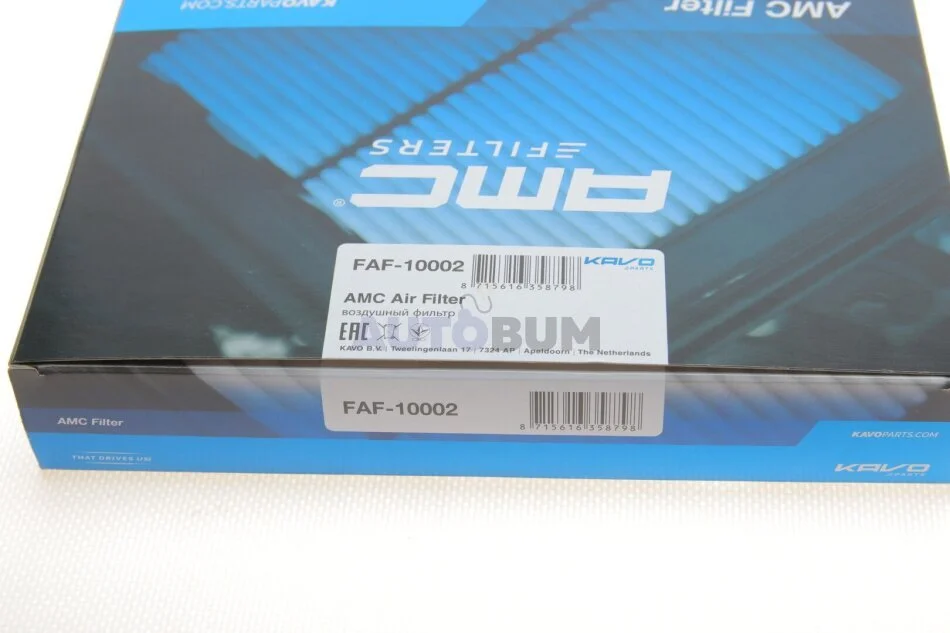 KAVOPARTS.COM
AMC Filter
FILTERS
AMC®
FAF-10002
KAVO
PARTS
8 715616 358798
AMC Air Filter
воздушный фильтр
AUTOBUM
EAC
KAVO B.V. | Tweelingenlaan 17 | 7324 AP | Apeldoorn | The Netherlands
FAF-10002
8 715616 358798
AMC Filter
KAVOPARTS.COM
THAT DRIVES US!
KAVO
PARTS